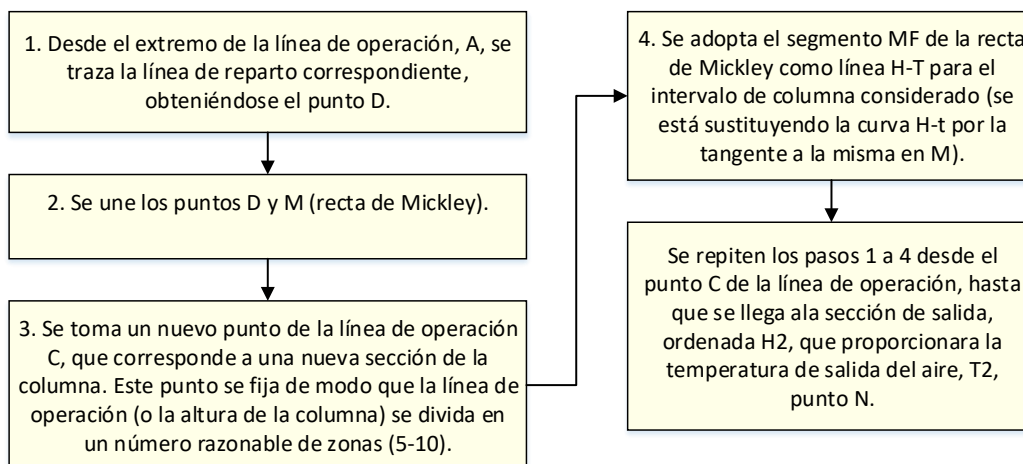 1. Desde el extremo de la línea de operación, A, se
traza la línea de reparto correspondiente,
obteniéndose el punto D.
2. Se une los puntos D y M (recta de Mickley).
3. Se toma un nuevo punto de la línea de operación
C, que corresponde a una nueva sección de la
columna. Este punto se fija de modo que la línea de
operación (o la altura de la columna) se divida en
un número razonable de zonas (5-10).
4. Se adopta el segmento MF de la recta
de Mickley como línea H-T para el
intervalo de columna considerado (se
está sustituyendo la curva H-t por la
tangente a la misma en M).
Se repiten los pasos 1 a 4 desde el
punto C de la línea de operación, hasta
que se llega ala sección de salida,
ordenada H2, que proporcionara la
temperatura de salida del aire, T2,
punto N.